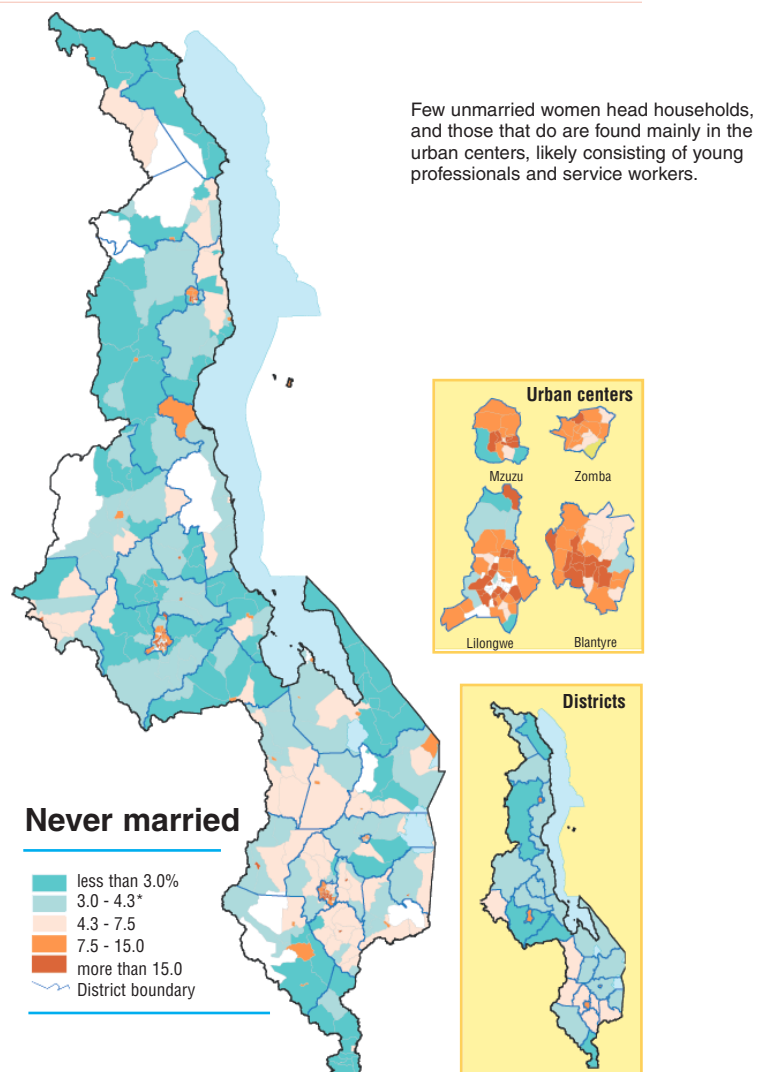 Few unmarried women head households,
and those that do are found mainly in the
urban centers, likely consisting of young
professionals and service workers.
Urban centers
Mzuzu
Zomba
Lilongwe
Blantyre
Districts
Never married
less than 3.0%
3.0 - 4.3*
4.3 - 7.5
7.5 - 15.0
more than 15.0
District boundary